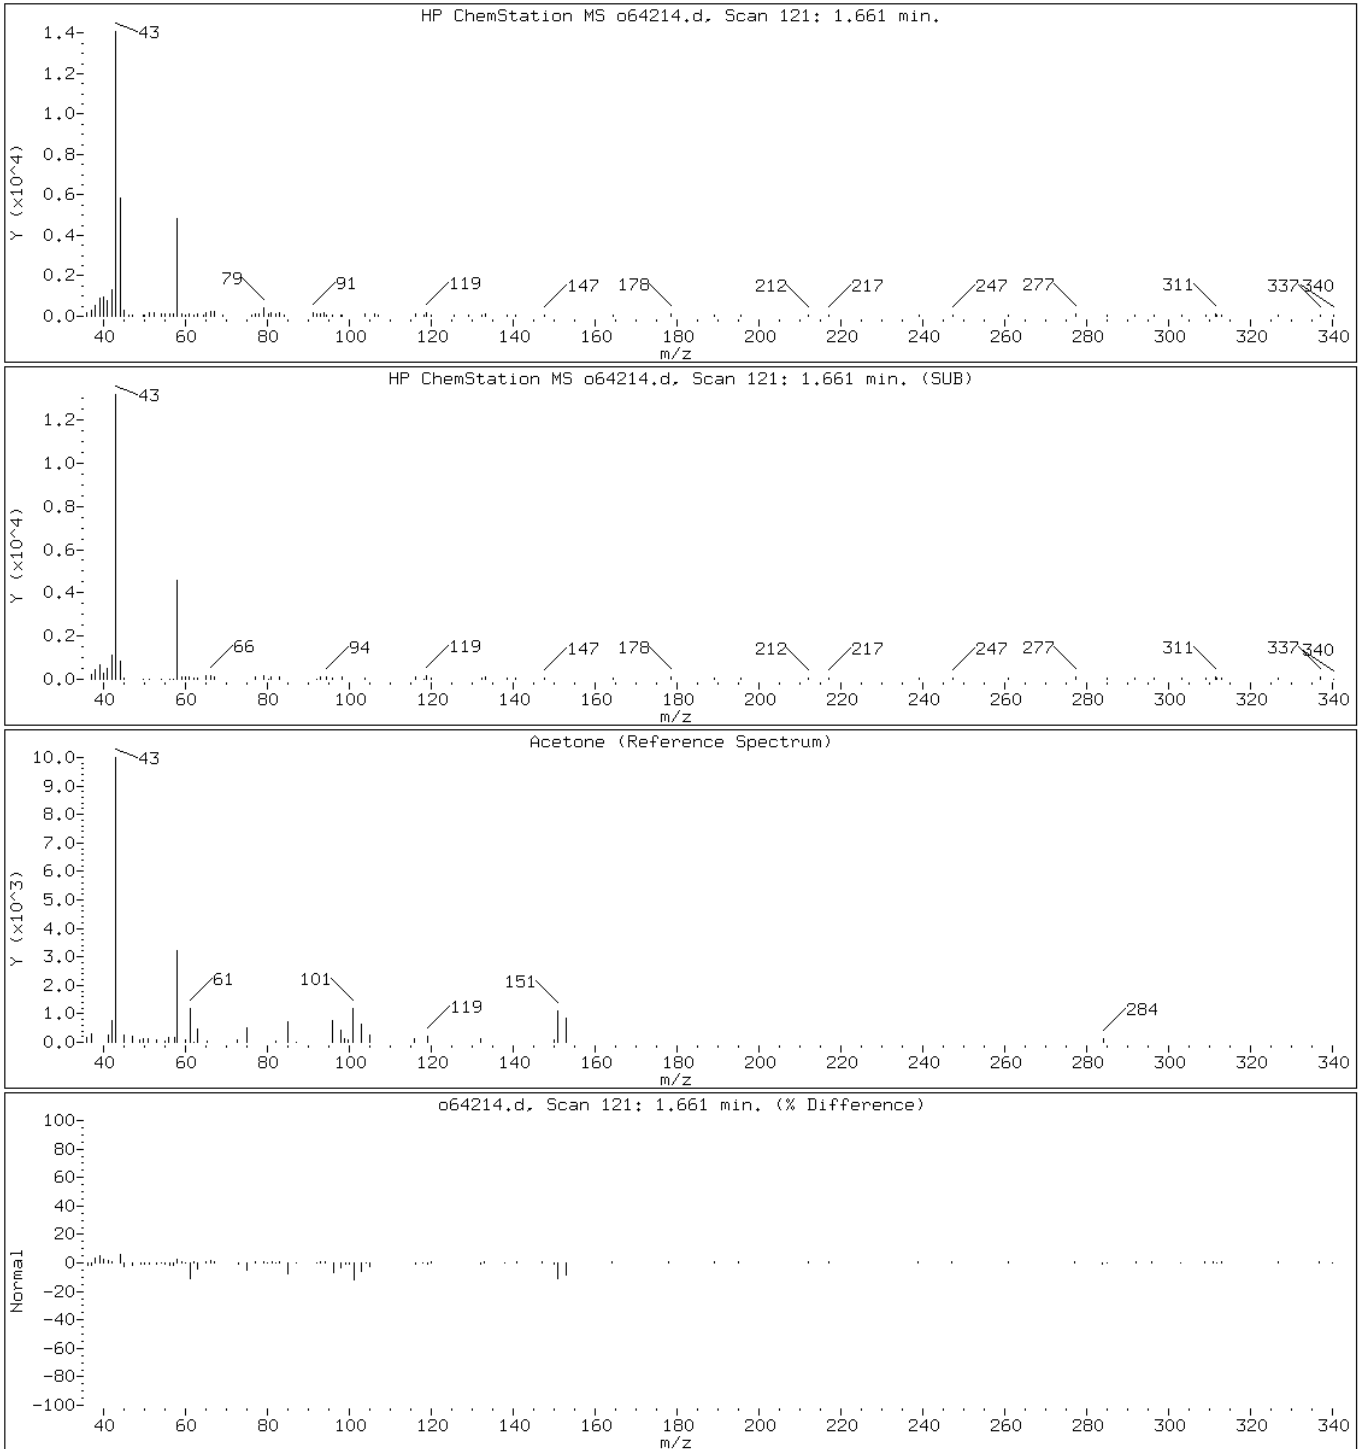 HP ChemStation MS o64214.d, Scan 121: 1.661 min.
Y (x10^4)
1.4-
1.2-
1.0-
0.8-
0.6-
0.4-
0.2-
0.0-
43
79 91 119 147 178 212 217 247 277 311 337 340
40 60 80 100 120 140 160 180 200 220 240 260 280 300 320 340
m/z
HP ChemStation MS o64214.d, Scan 121: 1.661 min. (SUB)
Y (x10^4)
1.2-
1.0-
0.8-
0.6-
0.4-
0.2-
0.0-
43
66 94 119 147 178 212 217 247 277 311 337 340
40 60 80 100 120 140 160 180 200 220 240 260 280 300 320 340
m/z
Acetone (Reference Spectrum)
Y (x10^3)
10.0-
9.0-
8.0-
7.0-
6.0-
5.0-
4.0-
3.0-
2.0-
1.0-
0.0-
43
61 101 119 151 284
40 60 80 100 120 140 160 180 200 220 240 260 280 300 320 340
m/z
o64214.d, Scan 121: 1.661 min. (% Difference)
Normal
100-
80-
60-
40-
20-
0-
-20-
-40-
-60-
-80-
-100-
40 60 80 100 120 140 160 180 200 220 240 260 280 300 320 340
m/z